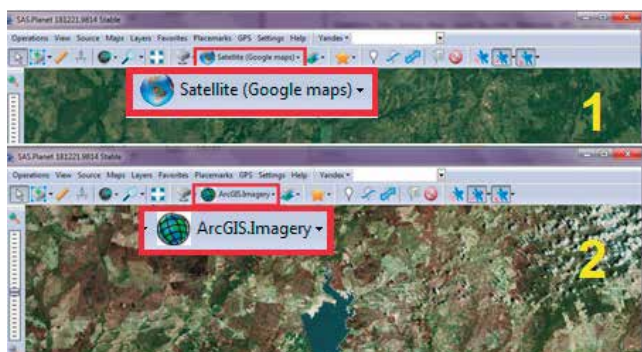 SAS.Planet 181221.9814 Stable
Operations View Source Maps Layers Favorites Placemarks GPS Settings Help Yandex
Satellite (Google maps)
Satellite (Google maps)
1
SAS.Planet 181221.9814 Stable
Operations View Source Maps Layers Favorites Placemarks GPS Settings Help Yandex
ArcGIS.Imagery
ArcGIS.Imagery
2